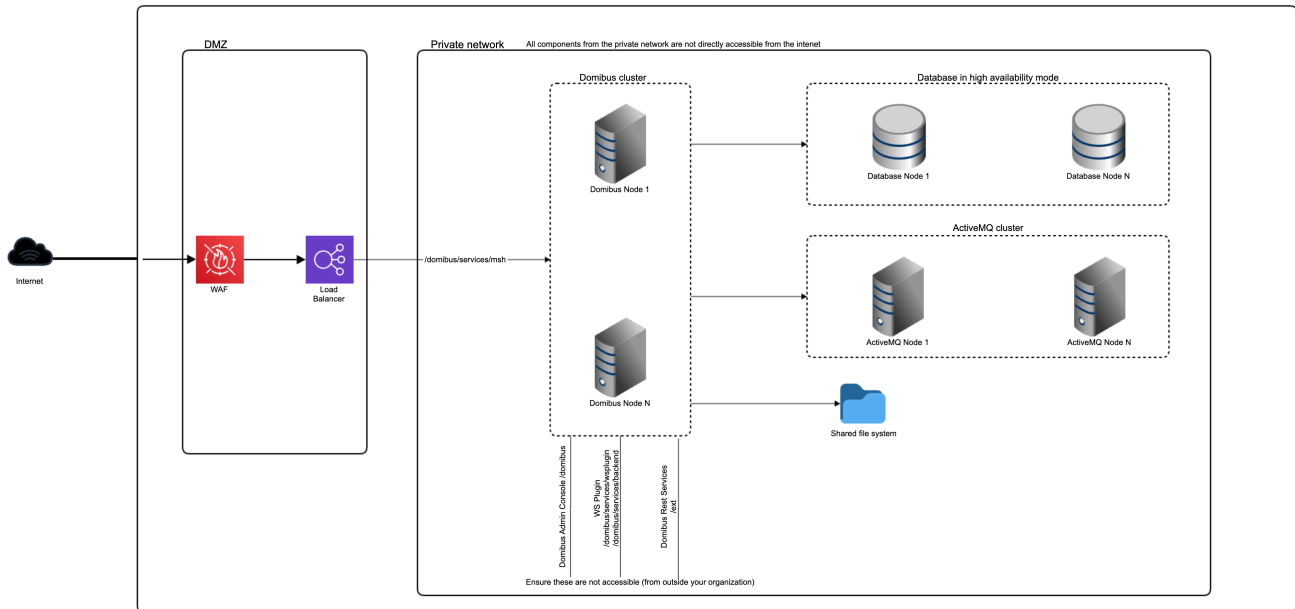 DMZ
Private network
All components from the private network are not directly accessible from the intenet
Domibus cluster
Database in high availability mode
Domibus Node 1
Database Node 1
Database Node N
ActiveMQ cluster
Internet
WAF
Load
Balancer
/domibus/services/msh
ActiveMQ Node 1
ActiveMQ Node N
Domibus Node N
Shared file system
Domibus Admin Console /domibus
WS Plugin
/domibus/services/wsplugin
/domibus/services/backend
Domibus Rest Services
/ext
Ensure these are not accessible (from outside your organization)